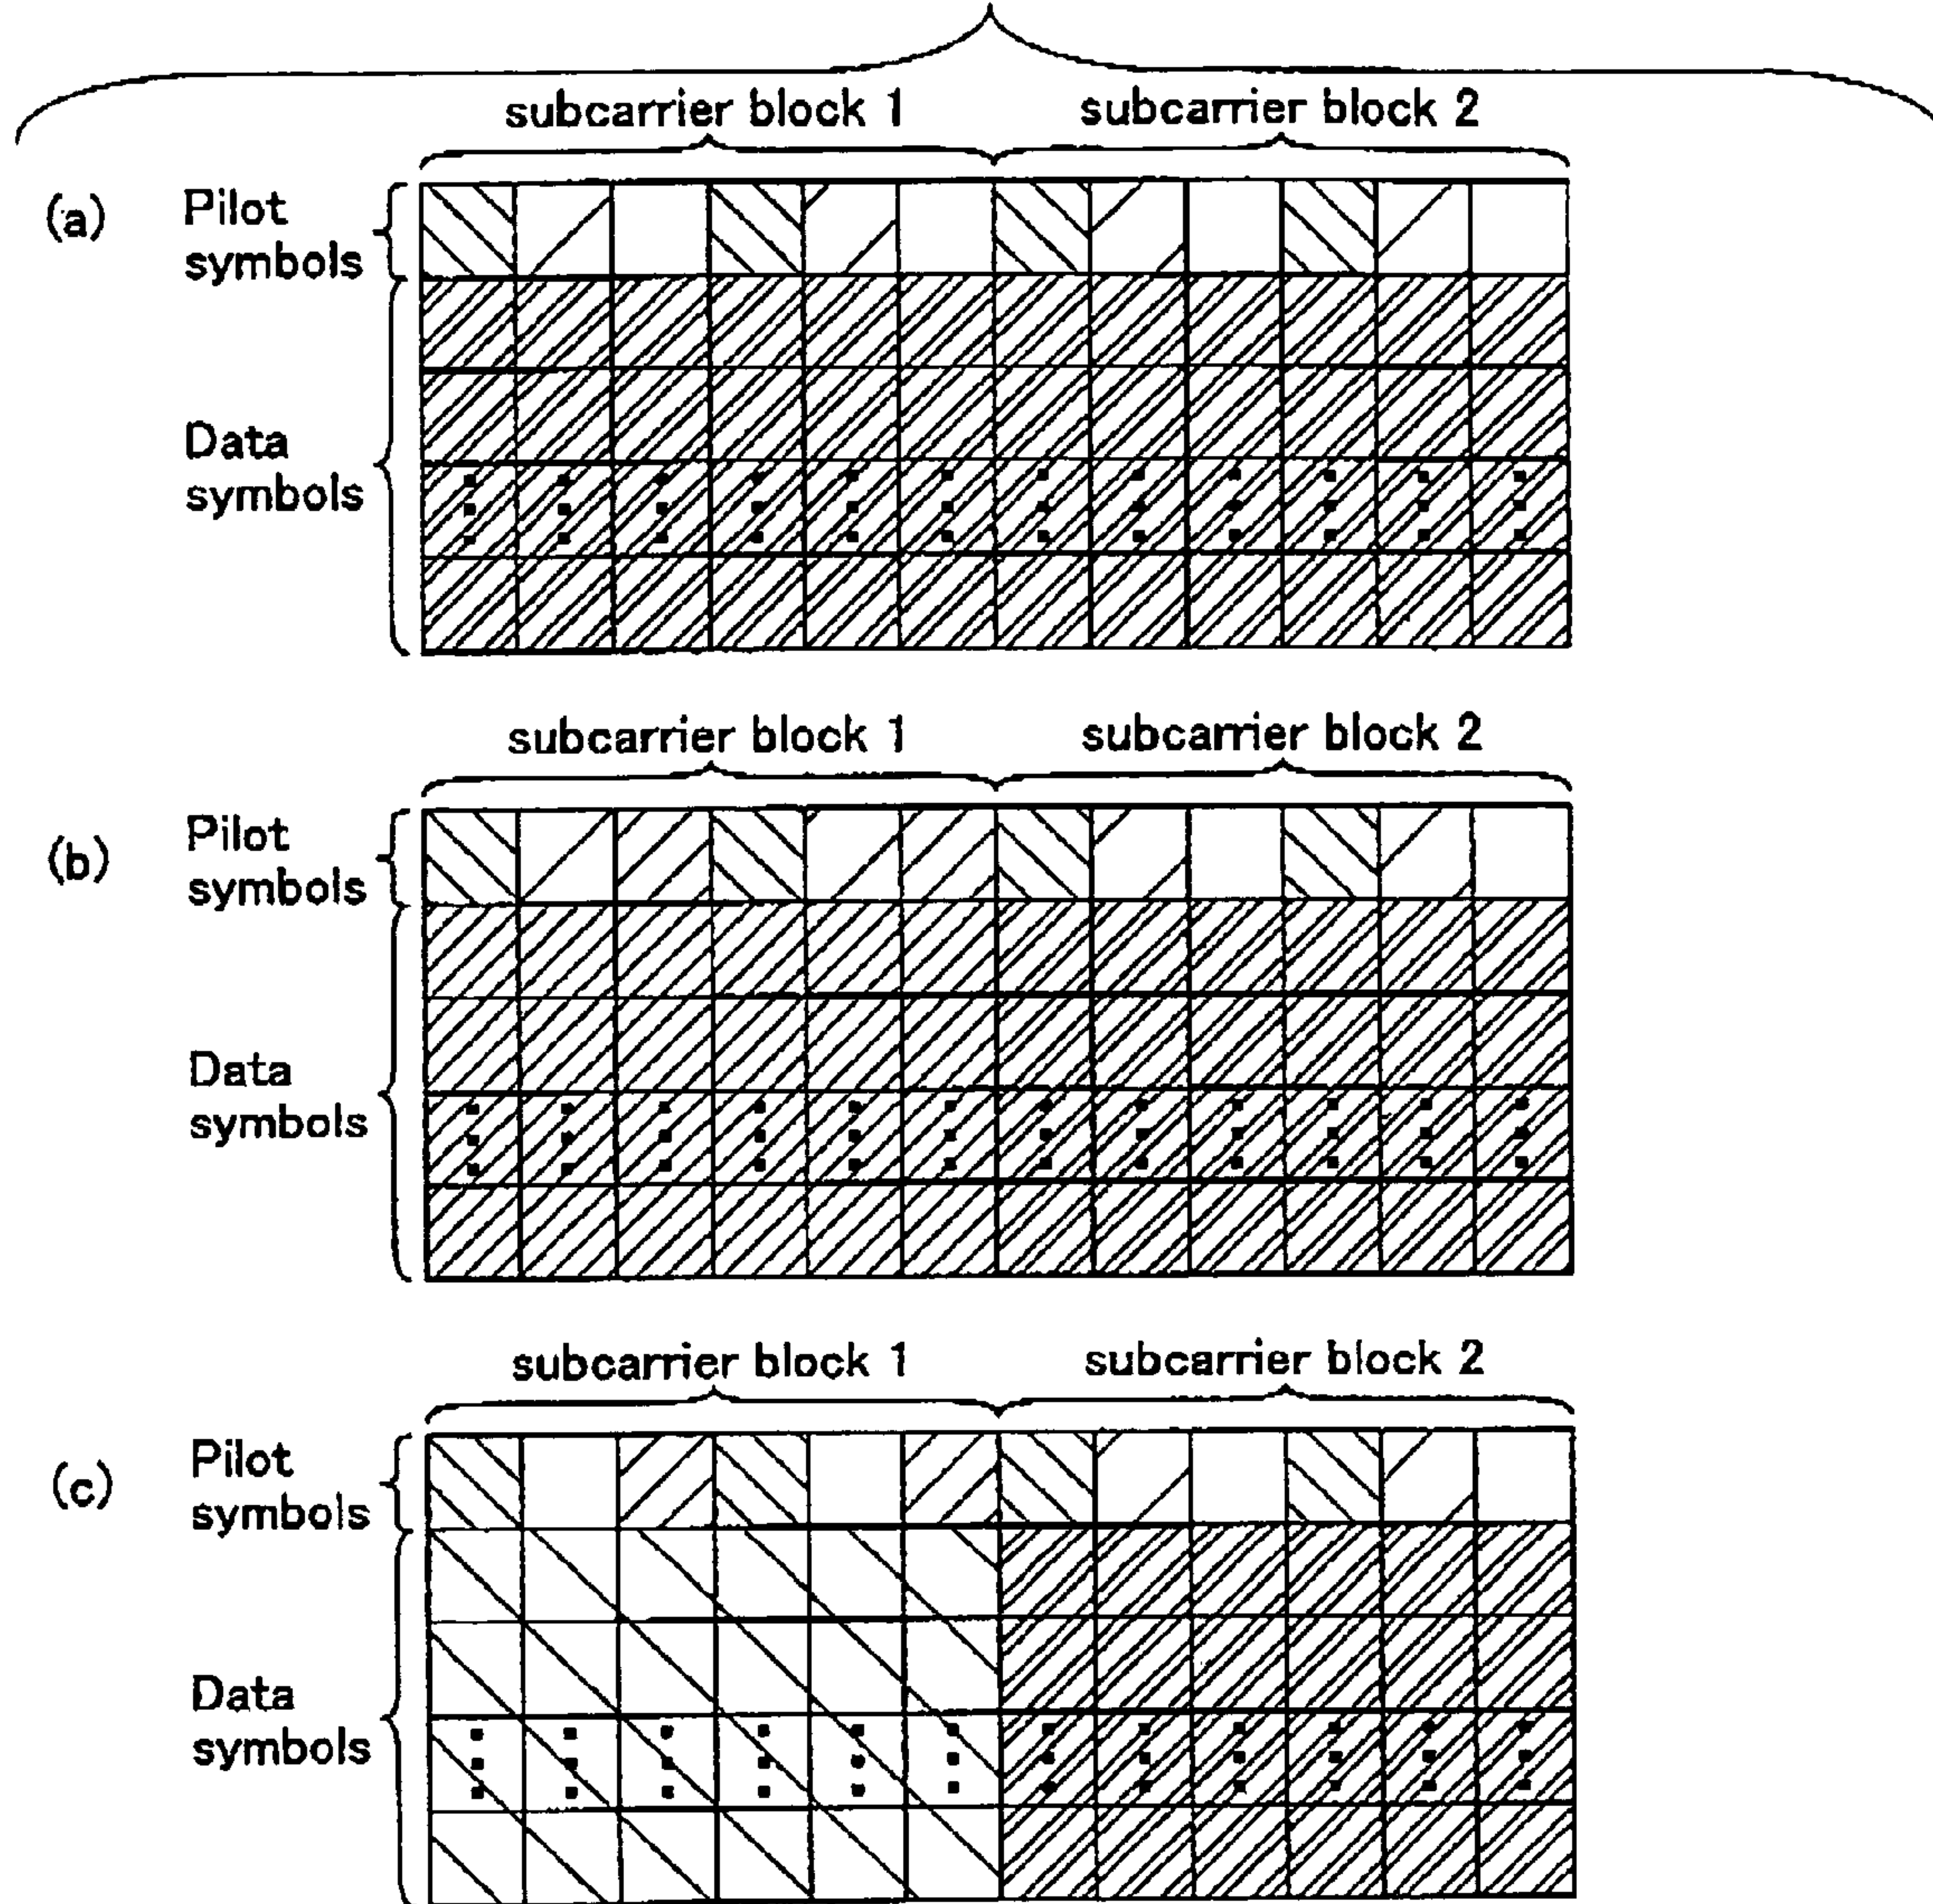 subcarrier block 1 subcarrier block 2
(a) Pilot
symbols
Data
symbols
subcarrier block 1 subcarrier block 2
(b) Pilot
symbols
Data
symbols
subcarrier block 1 subcarrier block 2
(c) Pilot
symbols
Data
symbols